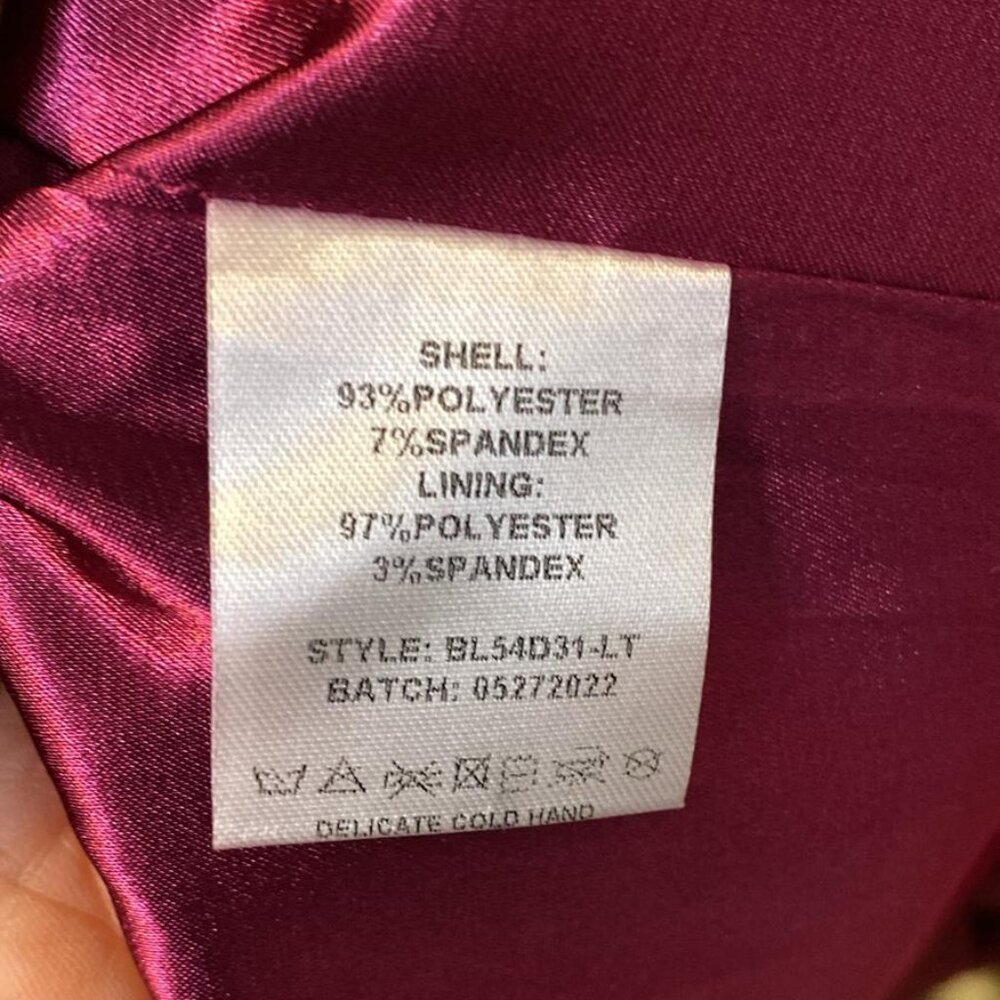 SHELL:
93%POLYESTER
7%SPANDEX
LINING:
97%POLYESTER
3%SPANDEX
STYLE: BL54D31-LT
BATCH: 05272022
DELICATE COLD HAND